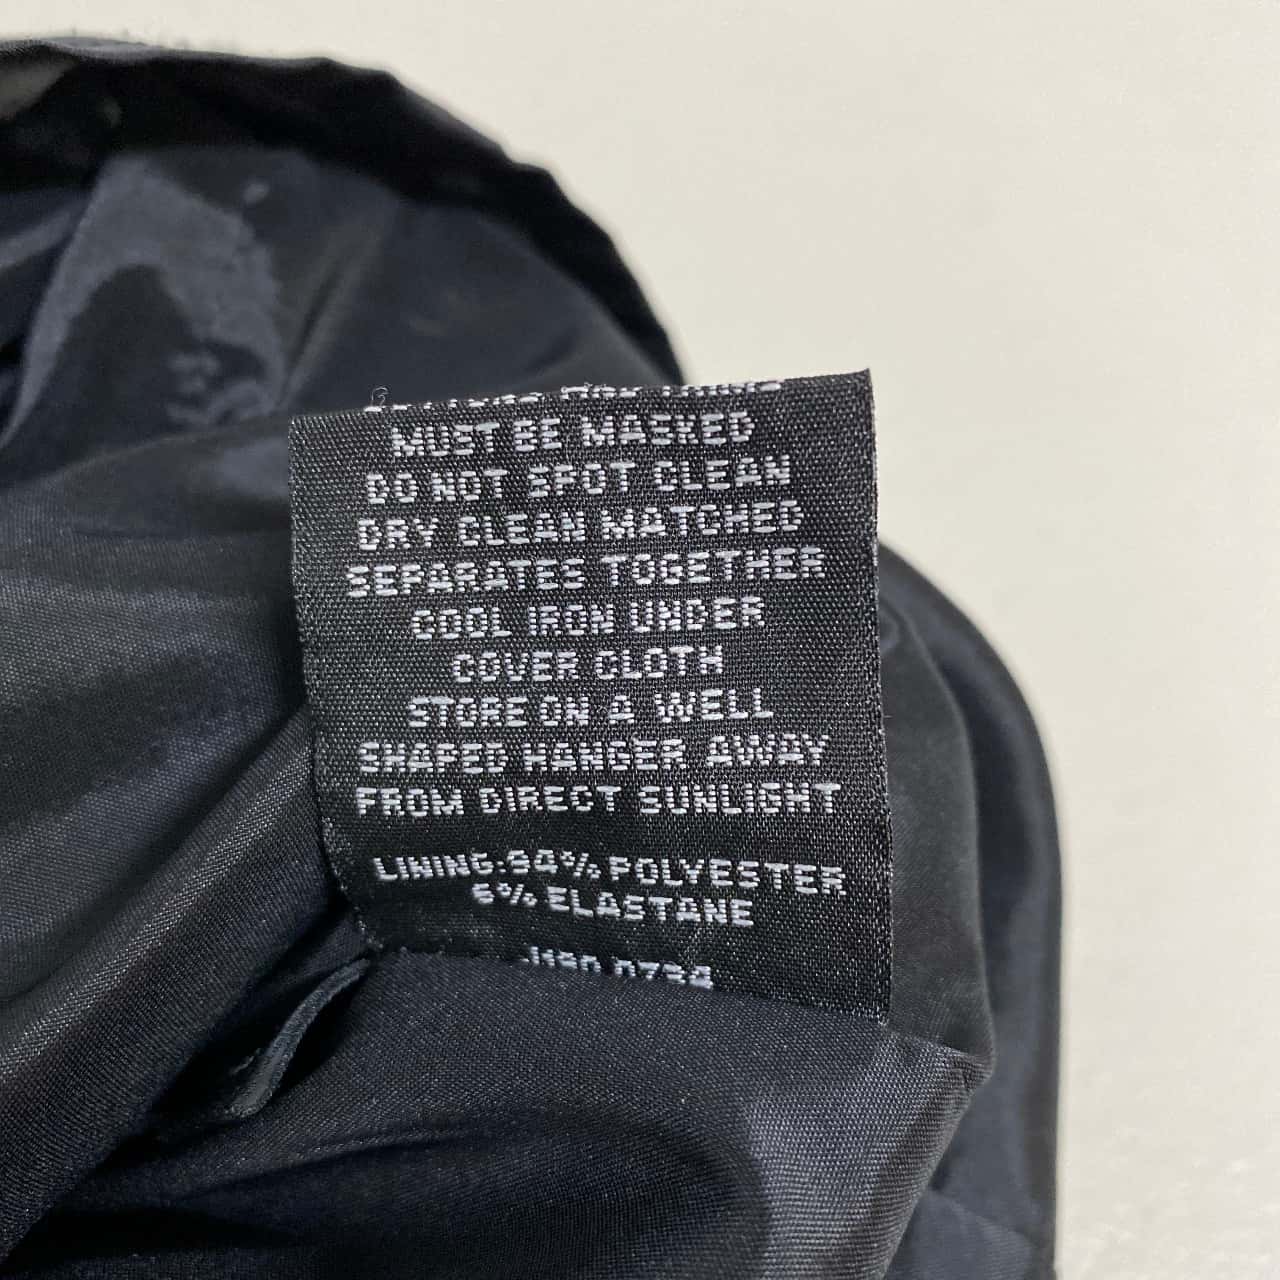 MUST BE MASKED
DO NOT SPOT CLEAN
DRY CLEAN MATCHED
SEPARATES TOGETHER
COOL IRON UNDER
COVER CLOTH
STORE ON A WELL
SHAPED HANGER AWAY
FROM DIRECT SUNLIGHT
LINING:94% POLYESTER
6% ELASTANE